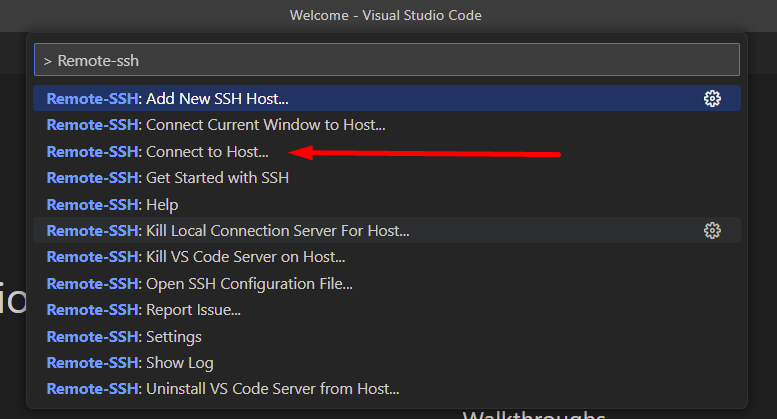 Welcome - Visual Studio Code
> Remote-ssh
Remote-SSH: Add New SSH Host...
Remote-SSH: Connect Current Window to Host...
Remote-SSH: Connect to Host...
Remote-SSH: Get Started with SSH
Remote-SSH: Help
Remote-SSH: Kill Local Connection Server For Host...
Remote-SSH: Kill VS Code Server on Host...
Remote-SSH: Open SSH Configuration File...
io
Remote-SSH: Report Issue...
Remote-SSH: Settings
Remote-SSH: Show Log
Remote-SSH: Uninstall VS Code Server from Host...
Walkthroughs